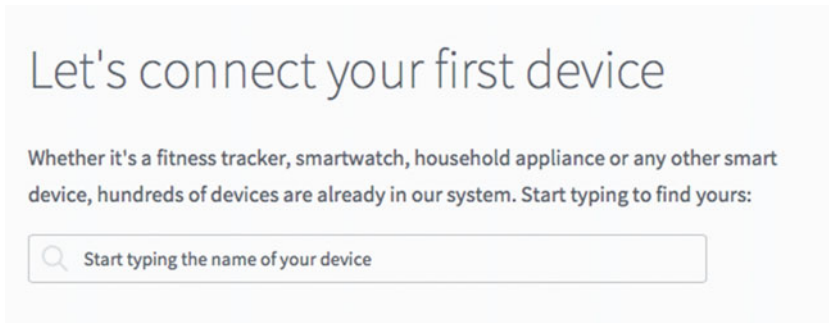 Let's connect your first device
Whether it's a fitness tracker, smartwatch, household appliance or any other smart
device, hundreds of devices are already in our system. Start typing to find yours:
Start typing the name of your device